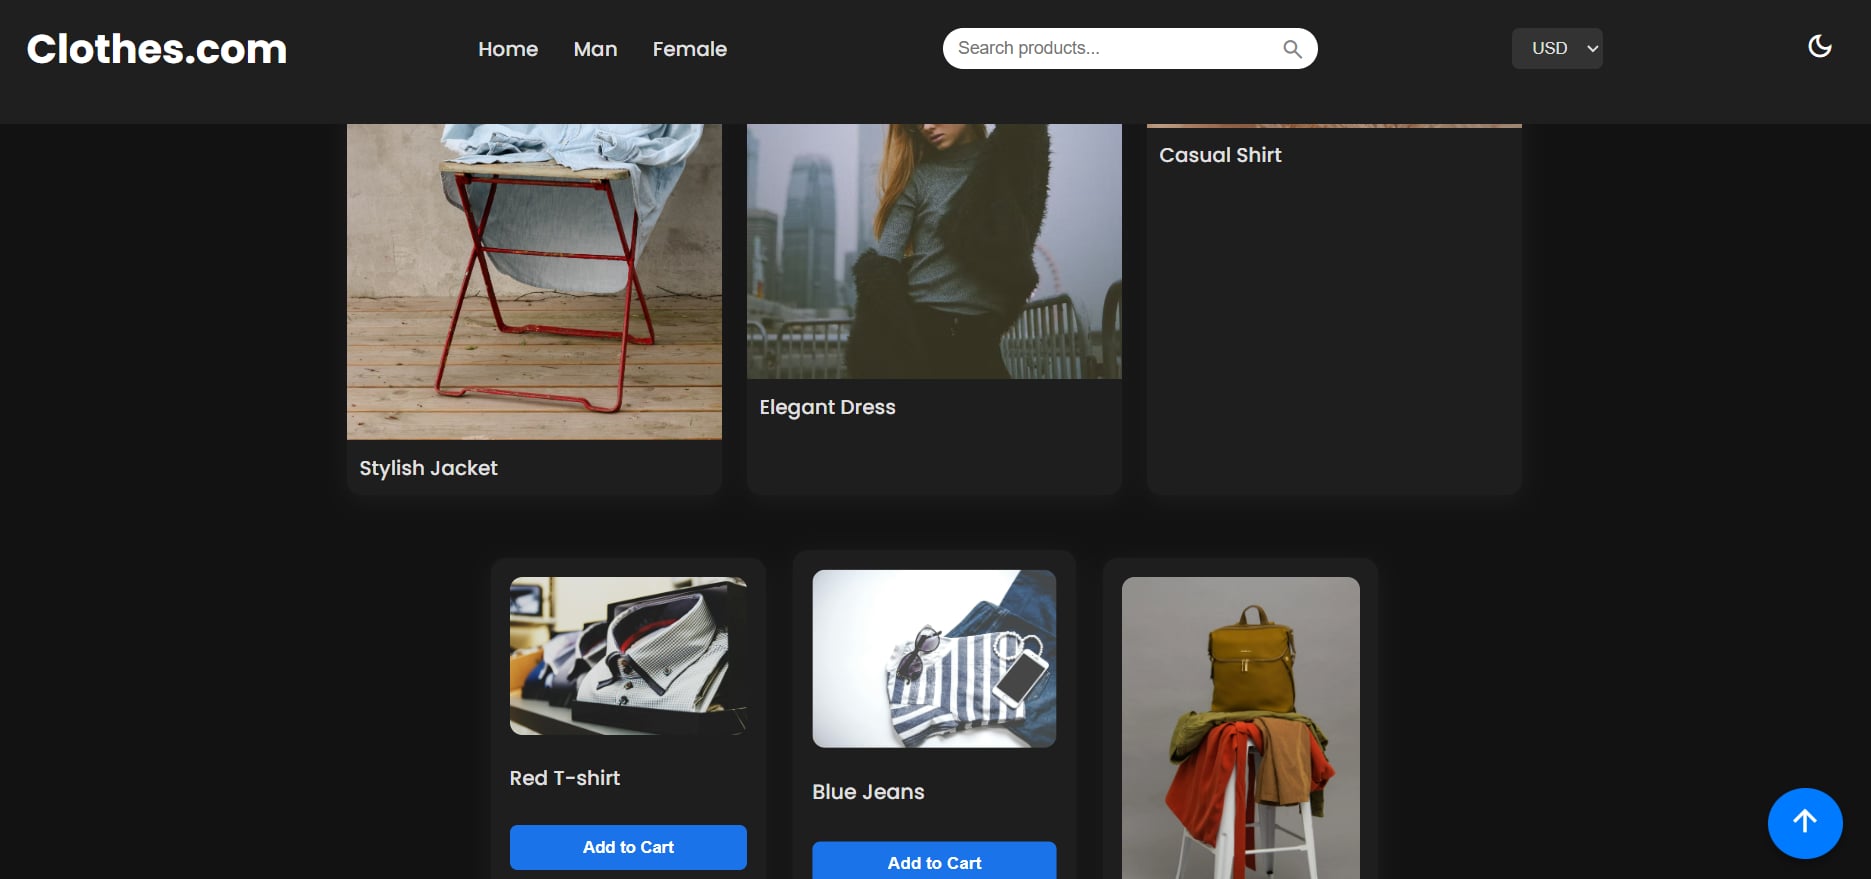 Clothes.com
Home Man Female
Search products...
USD
Casual Shirt
Elegant Dress
Stylish Jacket
Red T-shirt
Blue Jeans
Add to Cart
Add to Cart